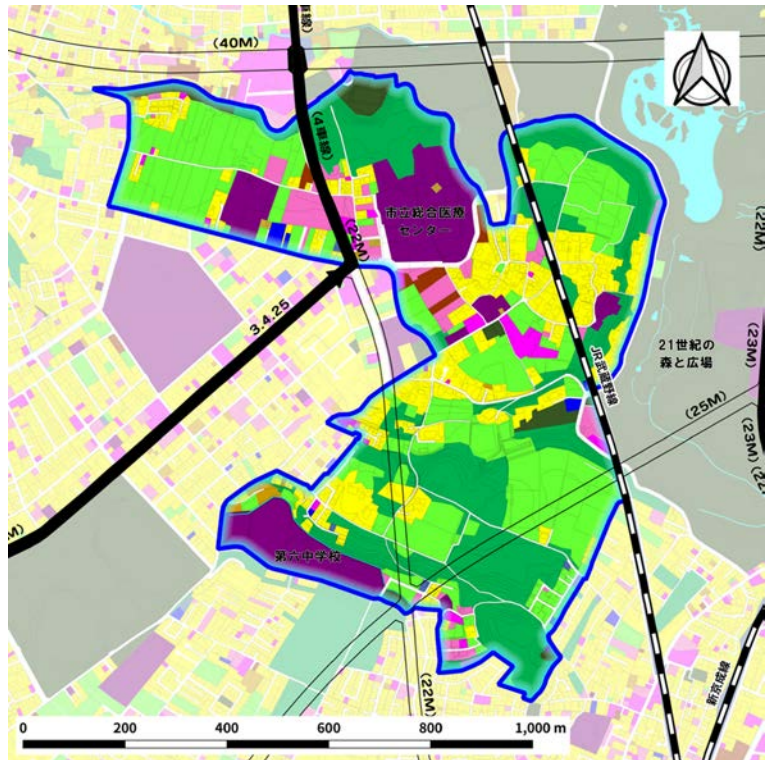 (40M)
(4車線)
市立総合医療
センター
(22M)
3.4.25
(22M)
21世紀の
森と広場
(23M)
JR武蔵野線
(25M)
(23M)
第六中学校
(22M)
新京成線
0 200 400 600 800 1,000 m